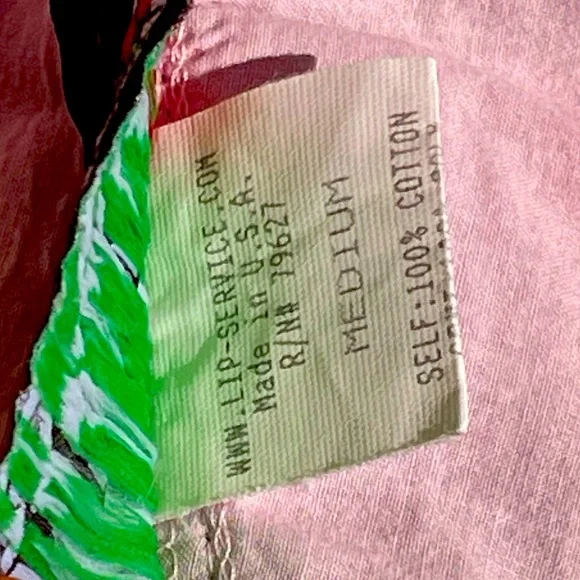 WWW.LIP-SERVICE.COM
Made in U.S.A.
R/N# 79627
MEDIUM
SELF:100% COTTON